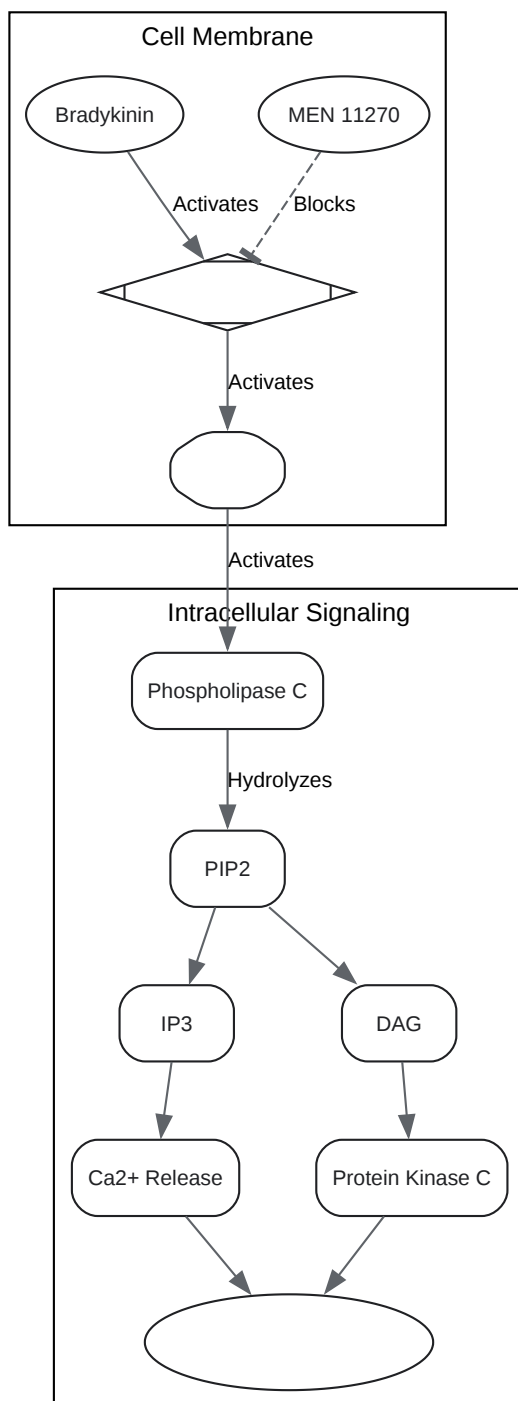 Cell Membrane
Bradykinin
MEN 11270
Activates
Blocks
Activates
Activates
Intracellular Signaling
Phospholipase C
Hydrolyzes
PIP2
IP3
DAG
Ca2+ Release
Protein Kinase C